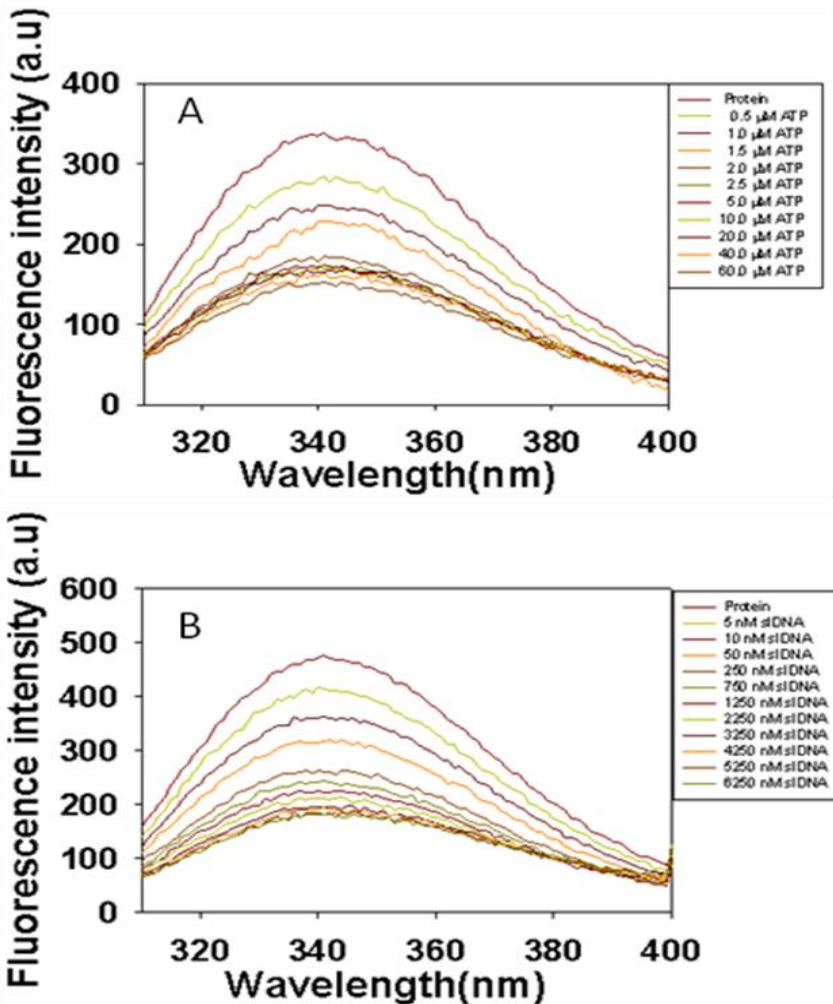 Fluorescence intensity (a.u)
400
300
200
100
0
A
320 340 360 380 400
Wavelength(nm)
Protein
0.5 µM ATP
1.0 µM ATP
1.5 µM ATP
2.0 µM ATP
2.5 µM ATP
5.0 µM ATP
10.0 µM ATP
20.0 µM ATP
40.0 µM ATP
60.0 µM ATP
Fluorescence intensity (a.u)
600
500
400
300
200
100
0
B
320 340 360 380 400
Wavelength(nm)
Protein
5 nM slDNA
10 nM slDNA
50 nM slDNA
250 nM slDNA
750 nM slDNA
1250 nM slDNA
2250 nM slDNA
3250 nM slDNA
4250 nM slDNA
5250 nM slDNA
6250 nM slDNA